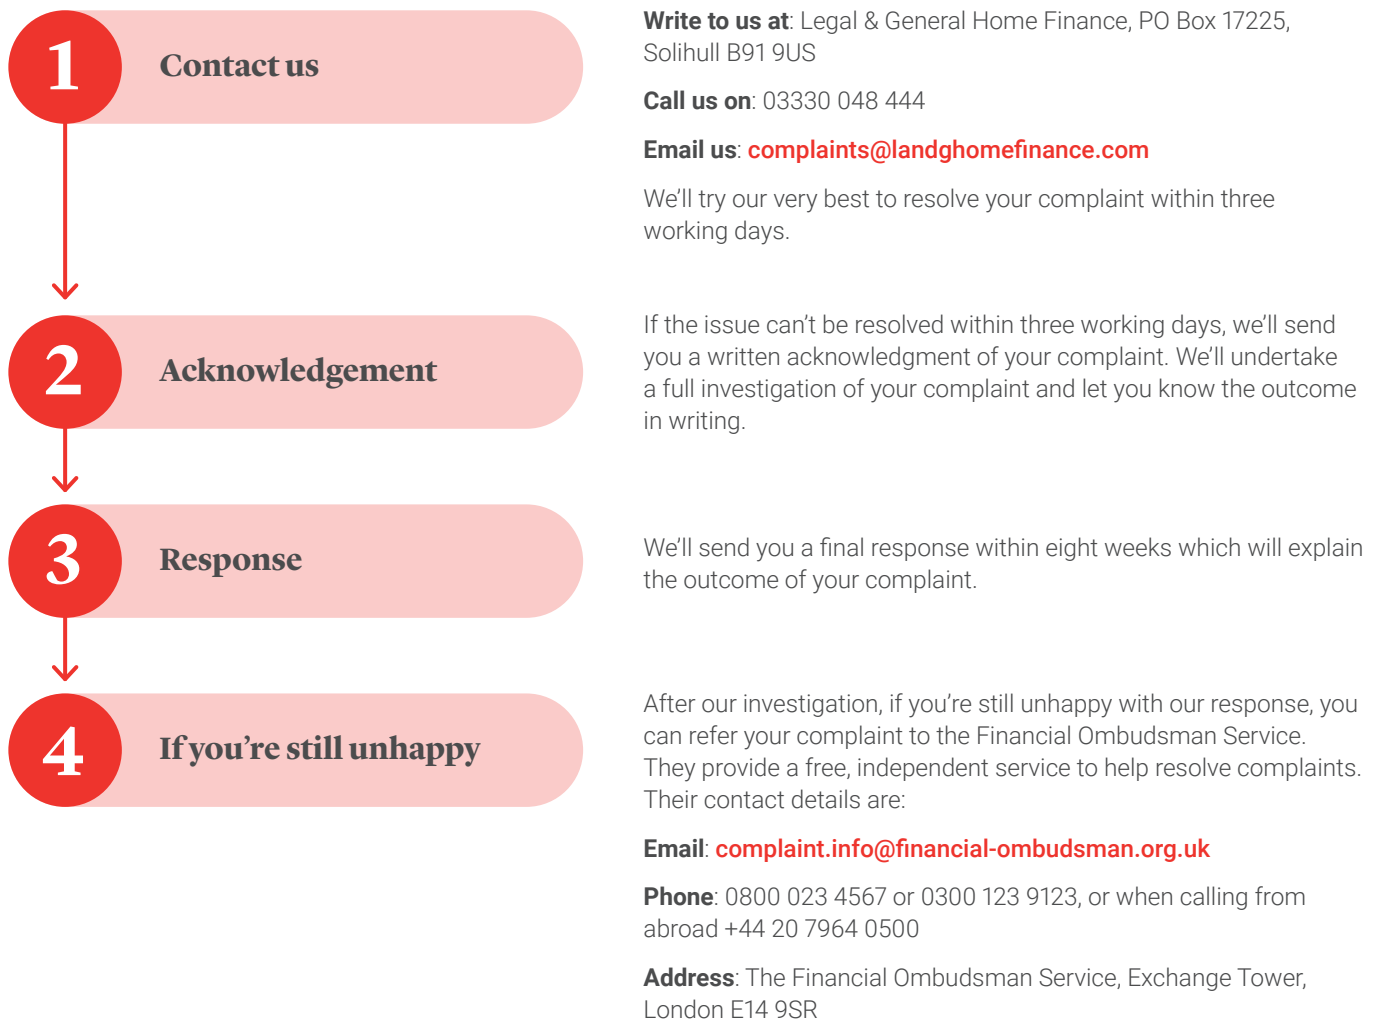 1
Contact us
Write to us at: Legal & General Home Finance, PO Box 17225,
Solihull B91 9US
Call us on: 03330 048 444
Email us: complaints@landghomefinance.com
We’ll try our very best to resolve your complaint within three
working days.
2
Acknowledgement
If the issue can’t be resolved within three working days, we’ll send
you a written acknowledgment of your complaint. We’ll undertake
a full investigation of your complaint and let you know the outcome
in writing.
3
Response
We’ll send you a final response within eight weeks which will explain
the outcome of your complaint.
4
If you’re still unhappy
After our investigation, if you’re still unhappy with our response, you
can refer your complaint to the Financial Ombudsman Service.
They provide a free, independent service to help resolve complaints.
Their contact details are:
Email: complaint.info@financial-ombudsman.org.uk
Phone: 0800 023 4567 or 0300 123 9123, or when calling from
abroad +44 20 7964 0500
Address: The Financial Ombudsman Service, Exchange Tower,
London E14 9SR